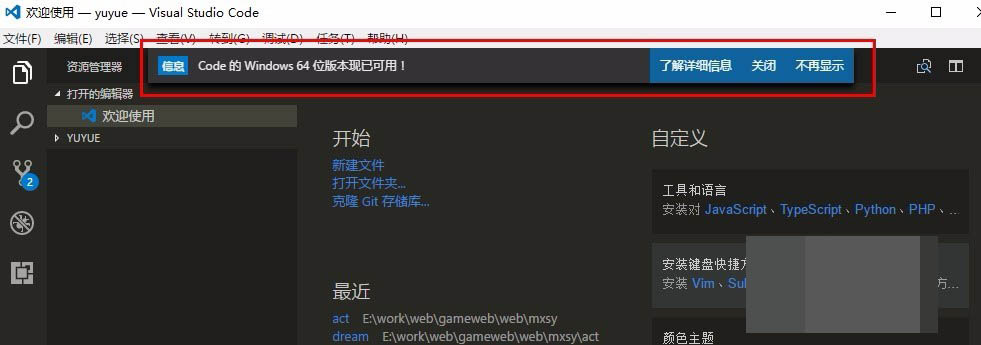 欢迎使用 — yuyue — Visual Studio Code
文件(F) 编辑(E) 选择(S) 查看(V) 转到(G) 调试(D) 任务(T) 帮助(H)
资源管理器
信息 Code 的 Windows 64 位版本现已可用！ 了解详细信息 关闭 不再显示
打开的编辑器
欢迎使用
YUYUE
2
开始
新建文件
打开文件夹...
克隆 Git 存储库...
最近
act E:\work\web\gameweb\web\mxsy
dream E:\work\web\gameweb\web\mxsy\act
自定义
工具和语言
安装对 JavaScript、TypeScript、Python、PHP、...
安装键盘快捷
安装 Vim、 方...
颜色主题